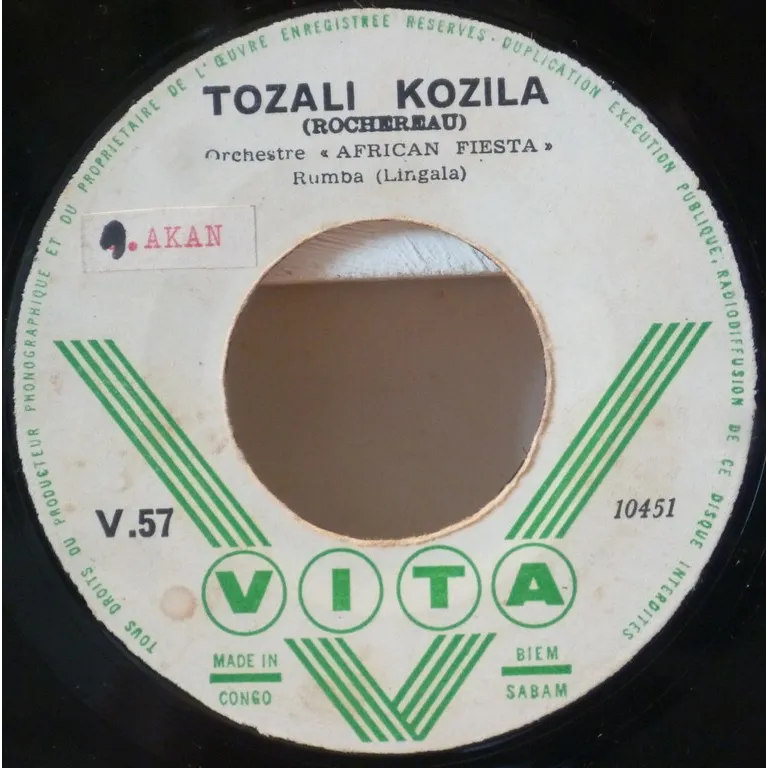 TOUS DROITS DU PRODUCTEUR PHONOGRAPHIQUE ET DU PROPRIETAIRE DE L'ŒUVRE ENREGISTREE RESERVES. DUPLICATION EXECUTION PUBLIQUE, RADIODIFFUSION DE CE DISQUE INTERDITES
TOZALI KOZILA
(ROCHEREAU)
Orchestre « AFRICAN FIESTA »
Rumba (Lingala)
.AKAN
V.57
10451
VITA
MADE IN
CONGO
BIEM
SABAM